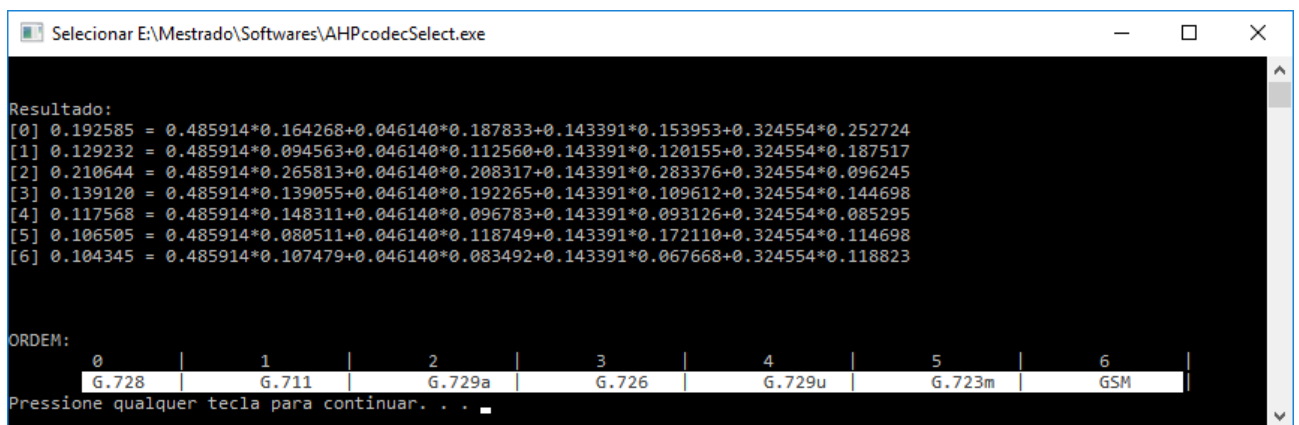 Selecionar E:\Mestrado\Softwares\AHPcodecSelect.exe
Resultado:
[0] 0.192585 = 0.485914*0.164268+0.046140*0.187833+0.143391*0.153953+0.324554*0.252724
[1] 0.129232 = 0.485914*0.094563+0.046140*0.112560+0.143391*0.120155+0.324554*0.187517
[2] 0.210644 = 0.485914*0.265813+0.046140*0.208317+0.143391*0.283376+0.324554*0.096245
[3] 0.139120 = 0.485914*0.139055+0.046140*0.192265+0.143391*0.109612+0.324554*0.144698
[4] 0.117568 = 0.485914*0.148311+0.046140*0.096783+0.143391*0.093126+0.324554*0.085295
[5] 0.106505 = 0.485914*0.080511+0.046140*0.118749+0.143391*0.172110+0.324554*0.114698
[6] 0.104345 = 0.485914*0.107479+0.046140*0.083492+0.143391*0.067668+0.324554*0.118823
ORDEM:
0 | 1 | 2 | 3 | 4 | 5 | 6 |
G.728 | G.711 | G.729a | G.726 | G.729u | G.723m | GSM |
Pressione qualquer tecla para continuar. . .